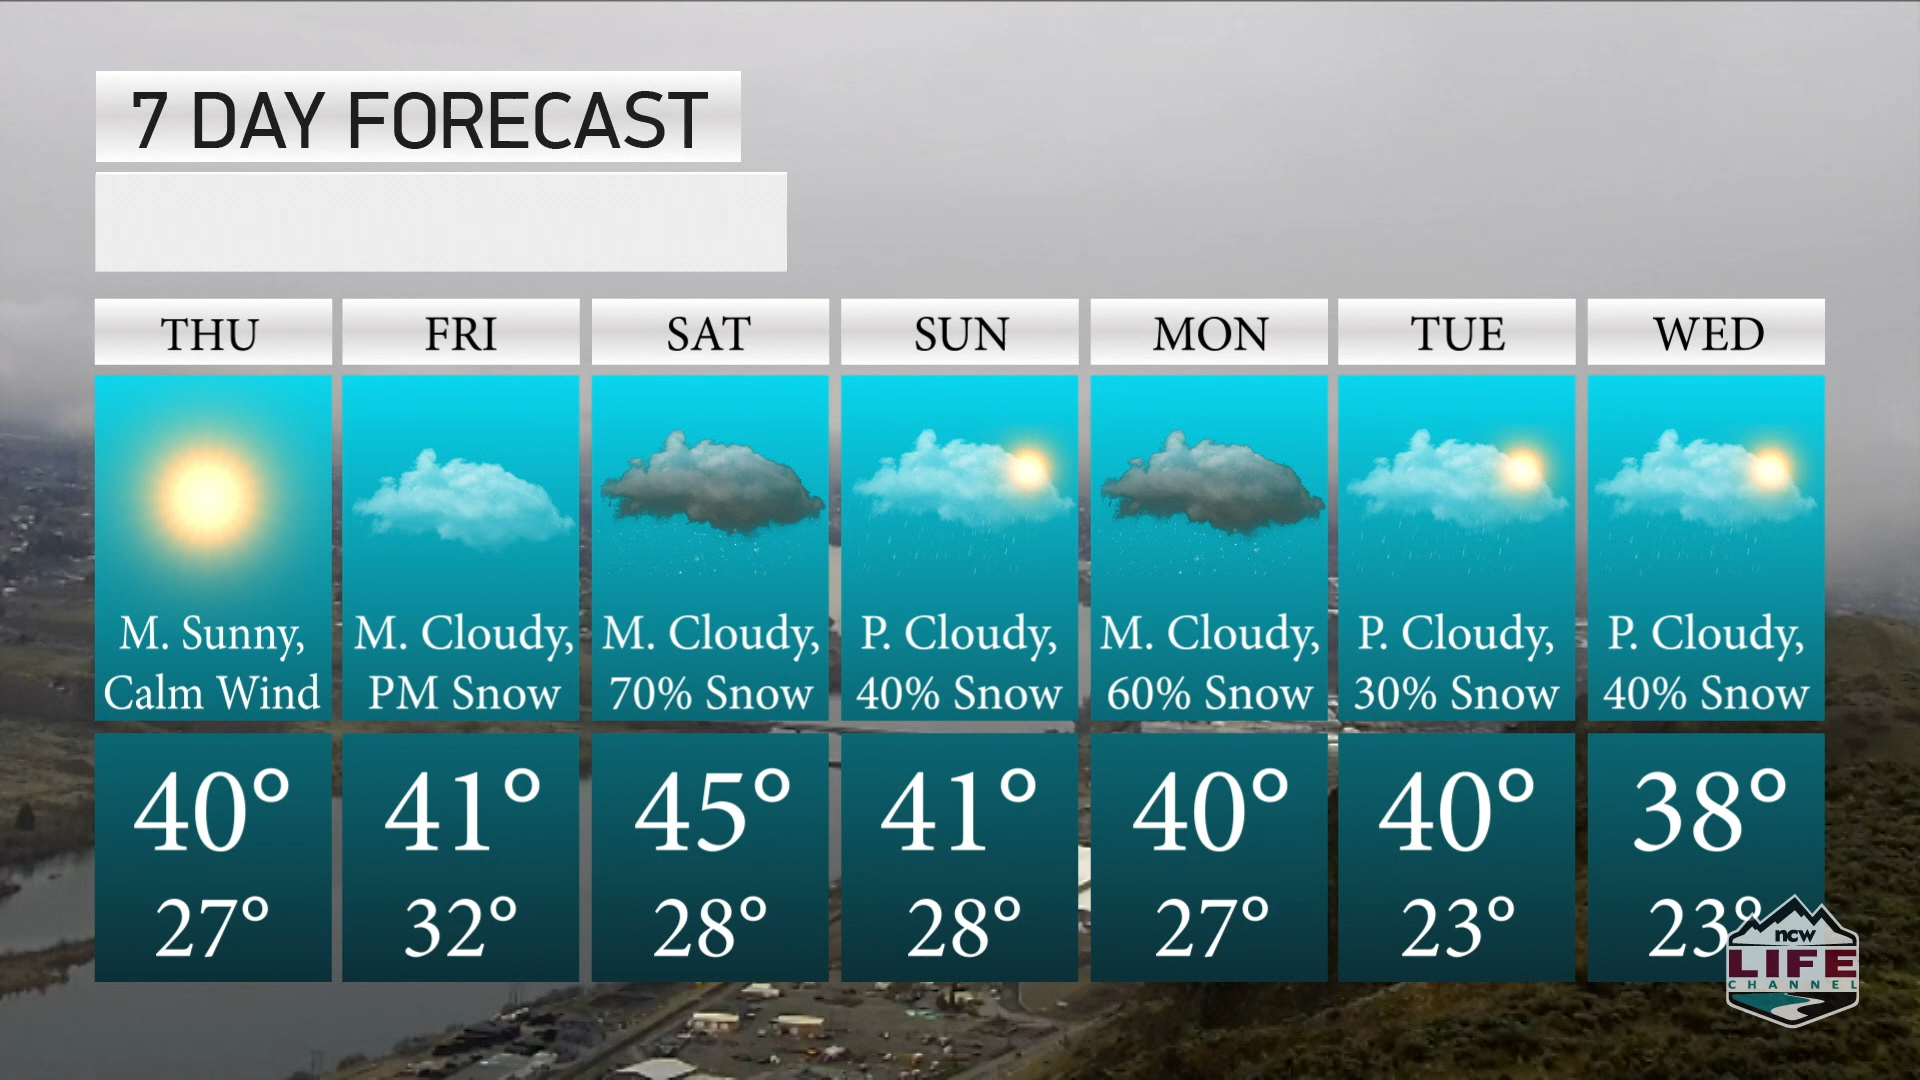 7 DAY FORECAST
THU FRI SAT SUN MON TUE WED
M. Sunny, M. Cloudy, M. Cloudy, P. Cloudy, M. Cloudy, P. Cloudy, P. Cloudy,
Calm Wind PM Snow 70% Snow 40% Snow 60% Snow 30% Snow 40% Snow
40° 41° 45° 41° 40° 40° 38°
27° 32° 28° 28° 27° 23° 23°
ncw
LIFE
CHANNEL